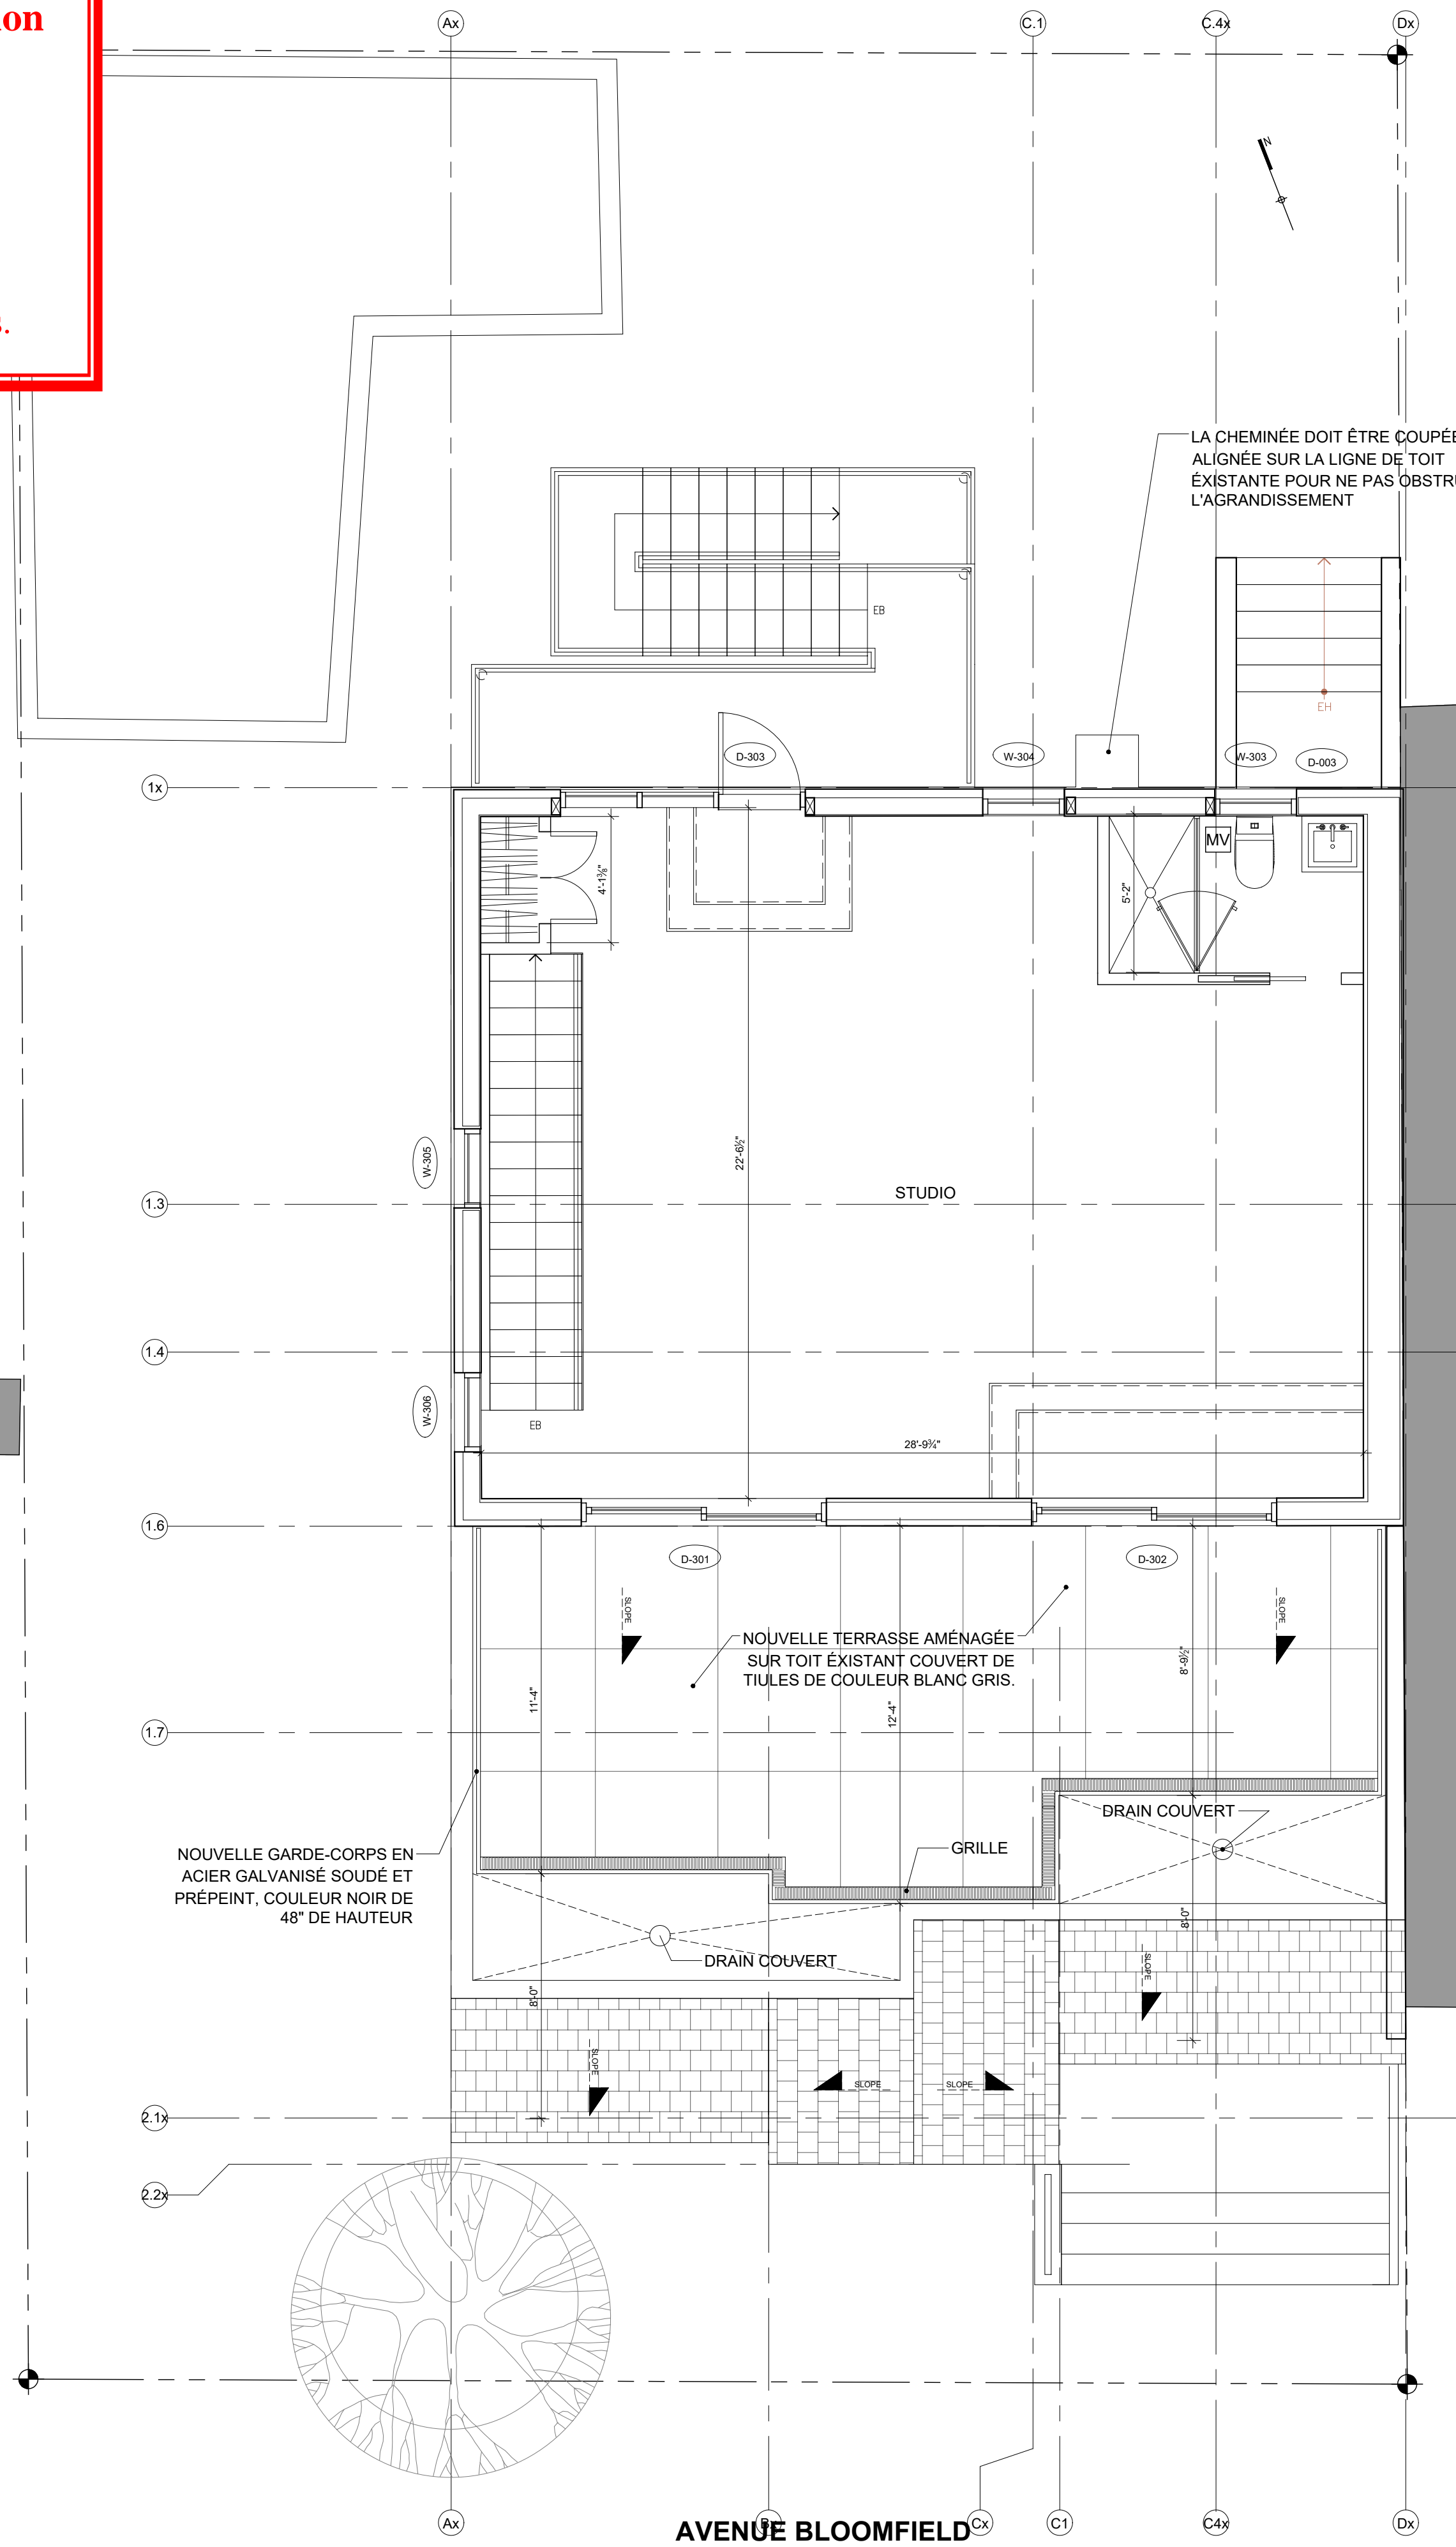 Ax
C.1
C.4x
Dx
N
LA CHEMINÉE DOIT ÊTRE COUPÉE
ALIGNÉE SUR LA LIGNE DE TOIT
ÉXISTANTE POUR NE PAS OBSTRU
L'AGRANDISSEMENT
EB
EH
D-303
W-304
W-303
D-003
1x
MV
4'-1⅜"
5'-2"
W-305
22'-6½"
STUDIO
1.3
1.4
W-306
EB
28'-9¾"
1.6
D-301
D-302
SLOPE
SLOPE
NOUVELLE TERRASSE AMÉNAGÉE
SUR TOIT ÉXISTANT COUVERT DE
TIULES DE COULEUR BLANC GRIS.
11'-4"
12'-4"
8'-9½"
1.7
DRAIN COUVERT
GRILLE
NOUVELLE GARDE-CORPS EN
ACIER GALVANISÉ SOUDÉ ET
PRÉPEINT, COULEUR NOIR DE
48" DE HAUTEUR
DRAIN COUVERT
8'-0"
8'-0"
SLOPE
SLOPE
SLOPE
SLOPE
2.1x
2.2x
Ax
Bx
Cx
C1
C4x
Dx
AVENUE BLOOMFIELD